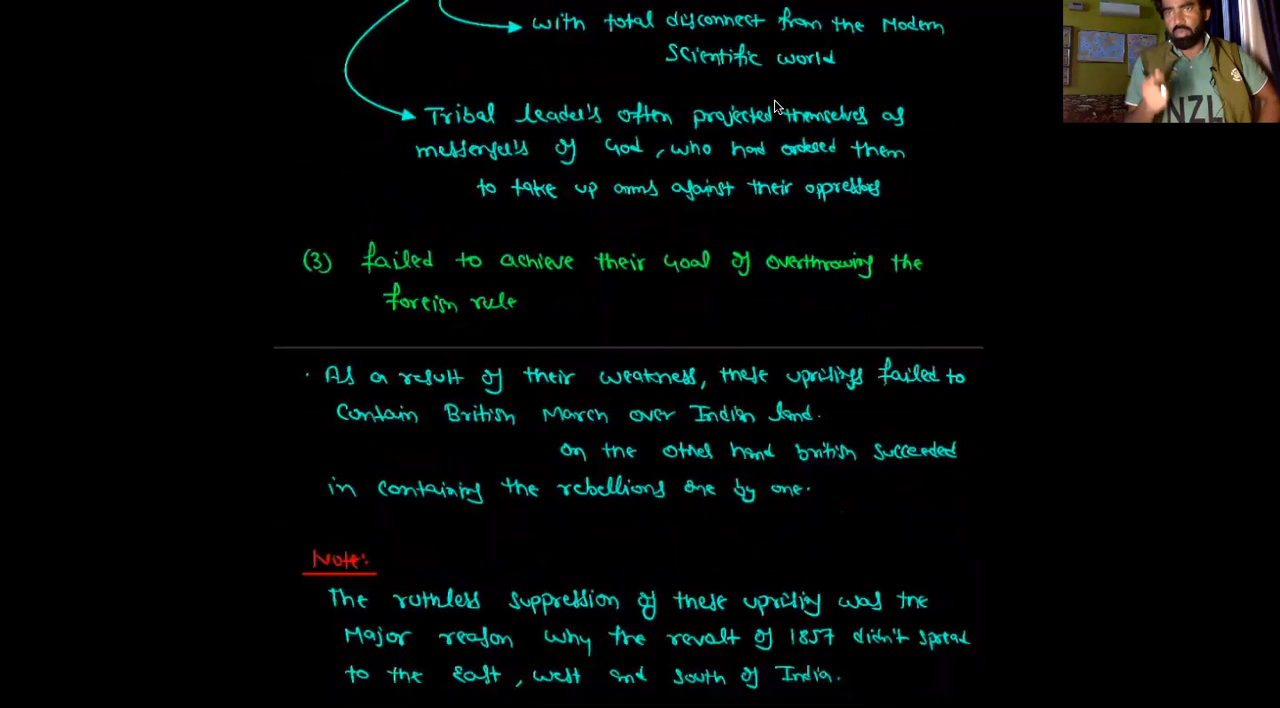 with total disconnect from the Modern
Scientific world
Tribal leader's often projected themselves as
messenger's of God, who had ordered them
to take up arms against their oppressors
(3) failed to achieve their Goal of overthrowing the
foreign rule
· As a result of their weakness, these uprisings failed to
Contain British March over Indian land.
on the other hand british succeeded
in containing the rebellions one by one.
Note:
The ruthless suppression of these uprising was the
Major reason why the revolt of 1857 didn't spread
to the East, west and south of India.
NZL